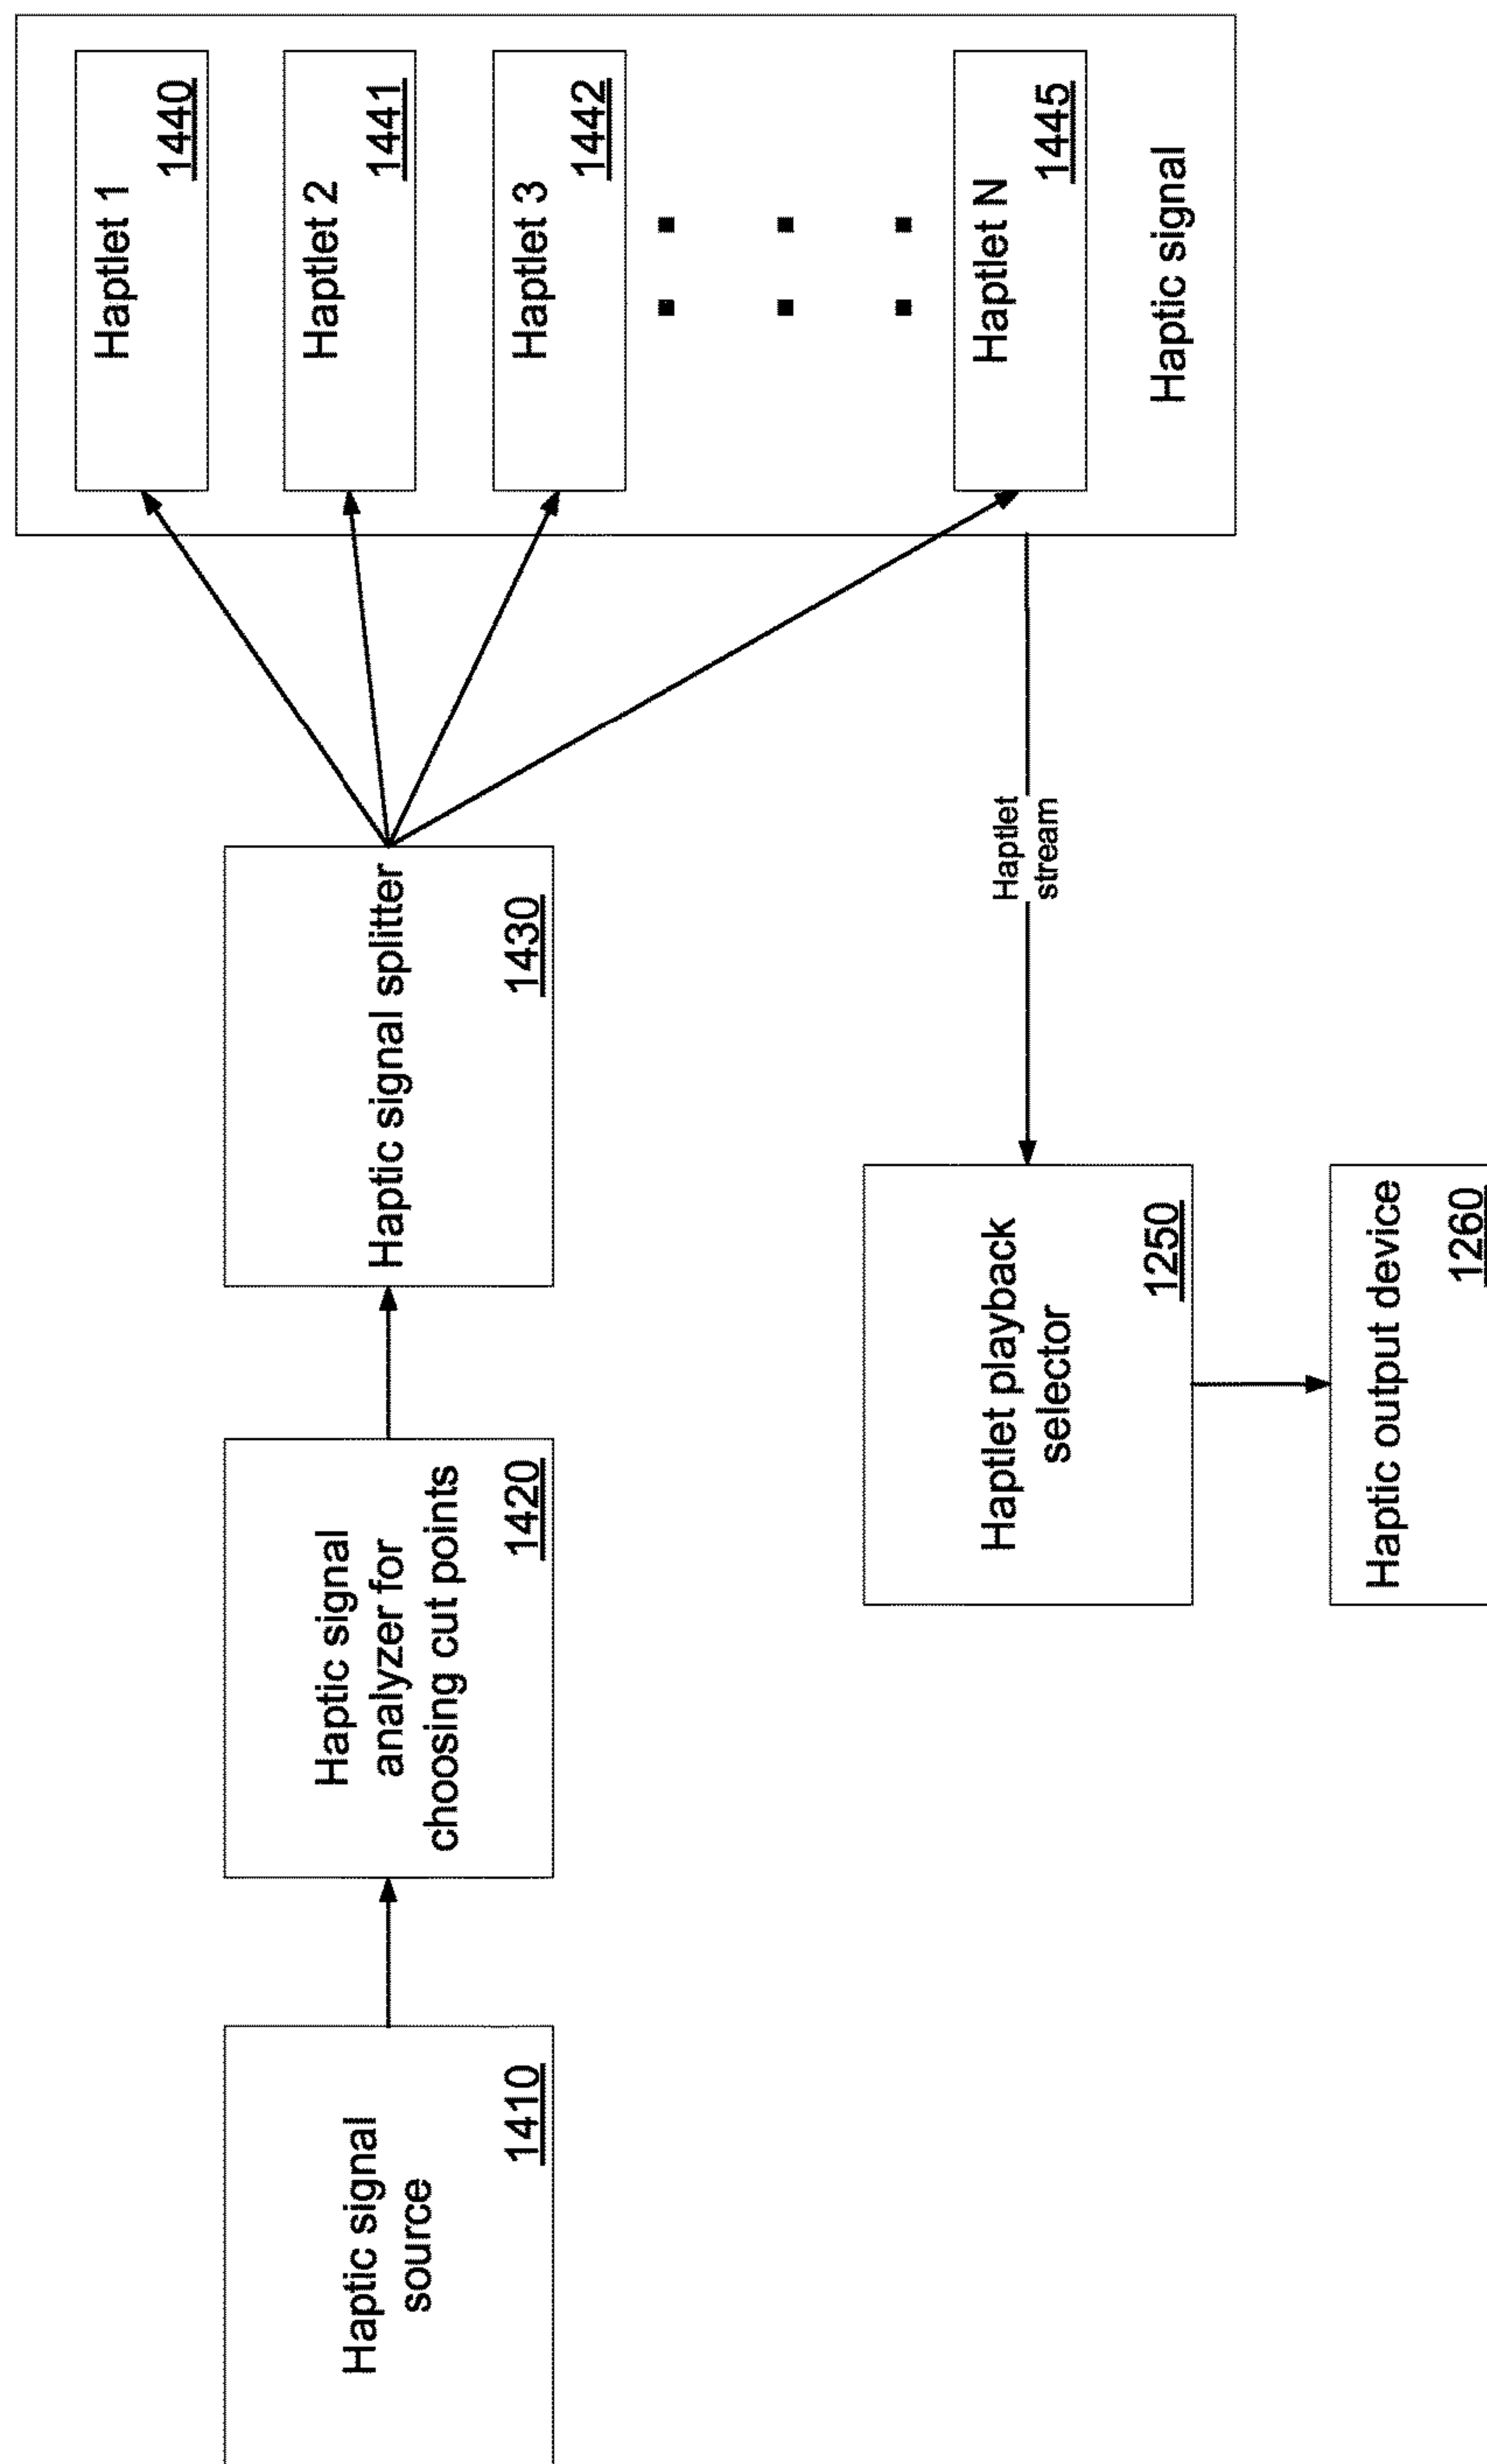 Haptic signal
source
1410
Haptic signal
analyzer for
choosing cut points
1420
Haptic signal splitter
1430
Haptlet 1
1440
Haptlet 2
1441
Haptlet 3
1442
Haptlet N
1445
Haptic signal
Haptlet
stream
Haptlet playback
selector
1250
Haptic output device
1260